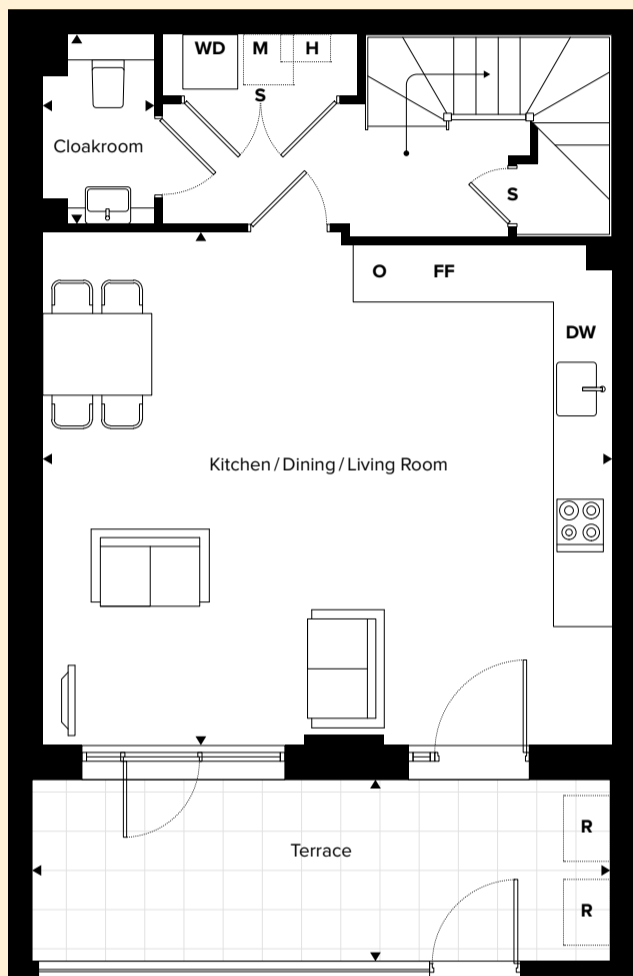 WD M H
S
Cloakroom
S
O FF
DW
Kitchen / Dining / Living Room
R
Terrace
R